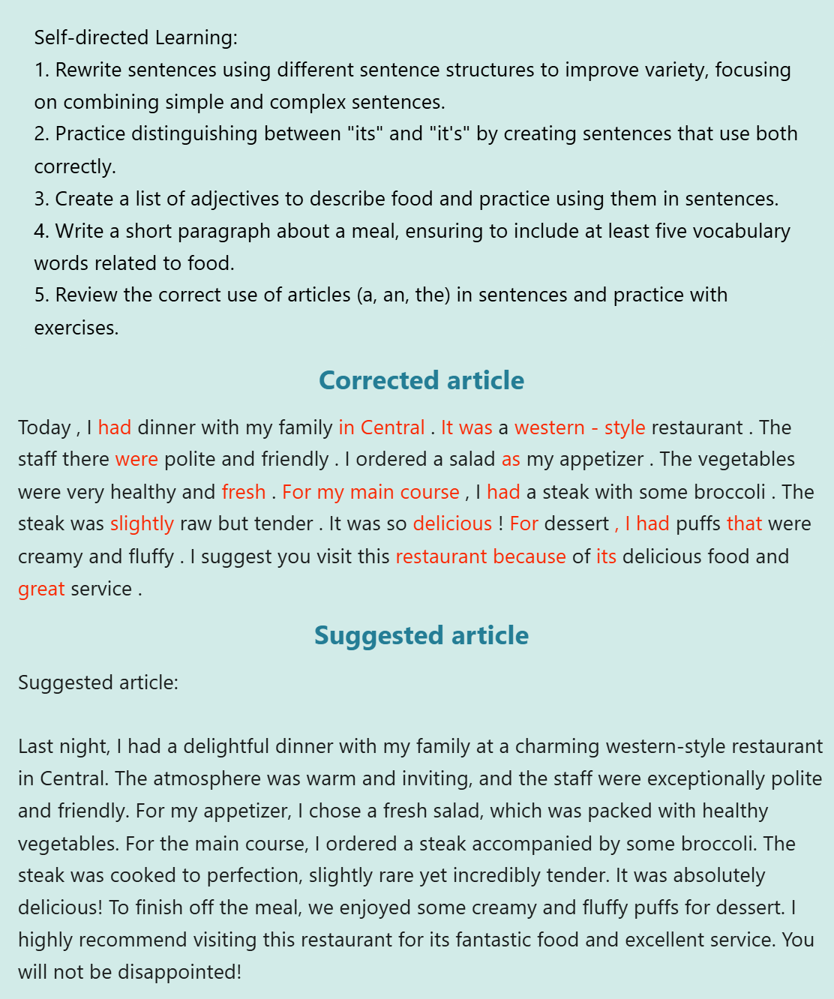 Self-directed Learning:
1. Rewrite sentences using different sentence structures to improve variety, focusing
on combining simple and complex sentences.
2. Practice distinguishing between "its" and "it's" by creating sentences that use both
correctly.
3. Create a list of adjectives to describe food and practice using them in sentences.
4. Write a short paragraph about a meal, ensuring to include at least five vocabulary
words related to food.
5. Review the correct use of articles (a, an, the) in sentences and practice with
exercises.
Corrected article
Today , I had dinner with my family in Central . It was a western - style restaurant . The
staff there were polite and friendly . I ordered a salad as my appetizer . The vegetables
were very healthy and fresh . For my main course , I had a steak with some broccoli . The
steak was slightly raw but tender . It was so delicious ! For dessert , I had puffs that were
creamy and fluffy . I suggest you visit this restaurant because of its delicious food and
great service .
Suggested article
Suggested article:
Last night, I had a delightful dinner with my family at a charming western-style restaurant
in Central. The atmosphere was warm and inviting, and the staff were exceptionally polite
and friendly. For my appetizer, I chose a fresh salad, which was packed with healthy
vegetables. For the main course, I ordered a steak accompanied by some broccoli. The
steak was cooked to perfection, slightly rare yet incredibly tender. It was absolutely
delicious! To finish off the meal, we enjoyed some creamy and fluffy puffs for dessert. I
highly recommend visiting this restaurant for its fantastic food and excellent service. You
will not be disappointed!